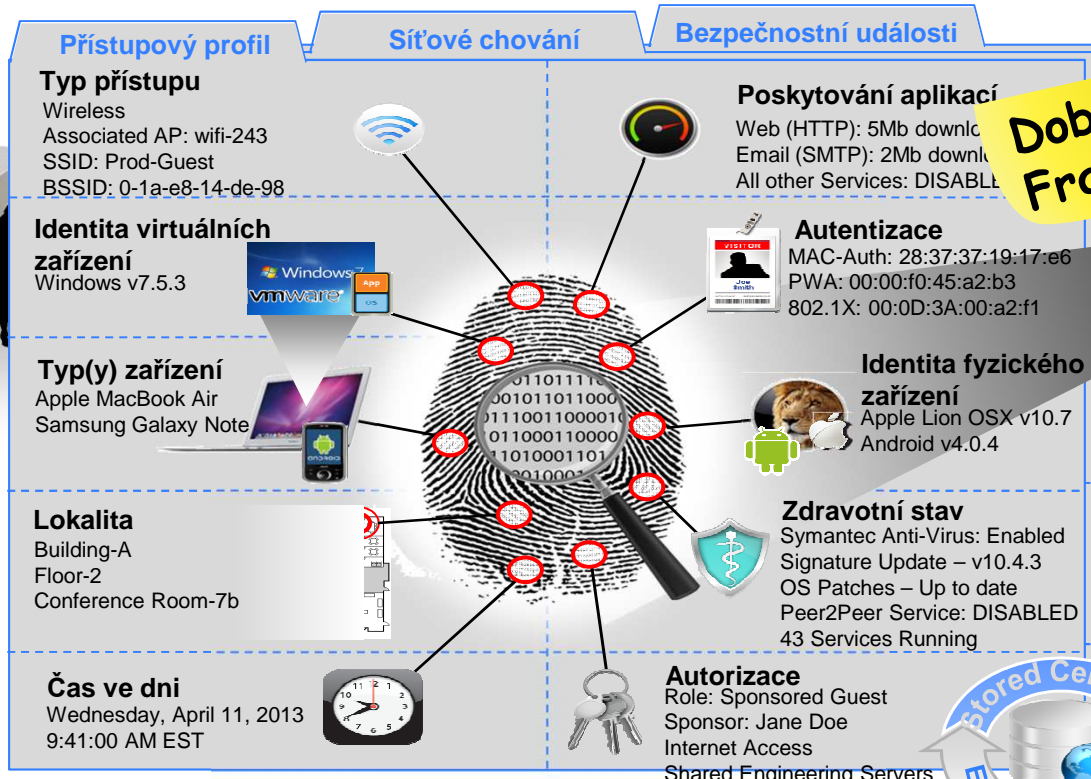 Přístupový profil
Síťové chování
Bezpečnostní události
Typ přístupu
Wireless
Associated AP: wifi-243
SSID: Prod-Guest
BSSID: 0-1a-e8-14-de-98
Poskytování aplikací
Web (HTTP): 5Mb downlo
Email (SMTP): 2Mb downl
All other Services: DISABLE
Dob
Fro
Identita virtuálních
zařízení
Windows v7.5.3
Windows 7
vmware
App
OS
VISITOR
Joe
Smith
Autentizace
MAC-Auth: 28:37:37:19:17:e6
PWA: 00:00:f0:45:a2:b3
802.1X: 00:0D:3A:00:a2:f1
Typ(y) zařízení
Apple MacBook Air
Samsung Galaxy Note
ANDROID
Identita fyzického
zařízení
Apple Lion OSX v10.7
Android v4.0.4
Lokalita
Building-A
Floor-2
Conference Room-7b
Zdravotní stav
Symantec Anti-Virus: Enabled
Signature Update – v10.4.3
OS Patches – Up to date
Peer2Peer Service: DISABLED
43 Services Running
Čas ve dni
Wednesday, April 11, 2013
9:41:00 AM EST
Autorizace
Role: Sponsored Guest
Sponsor: Jane Doe
Internet Access
Shared Engineering Servers
Stored Cen